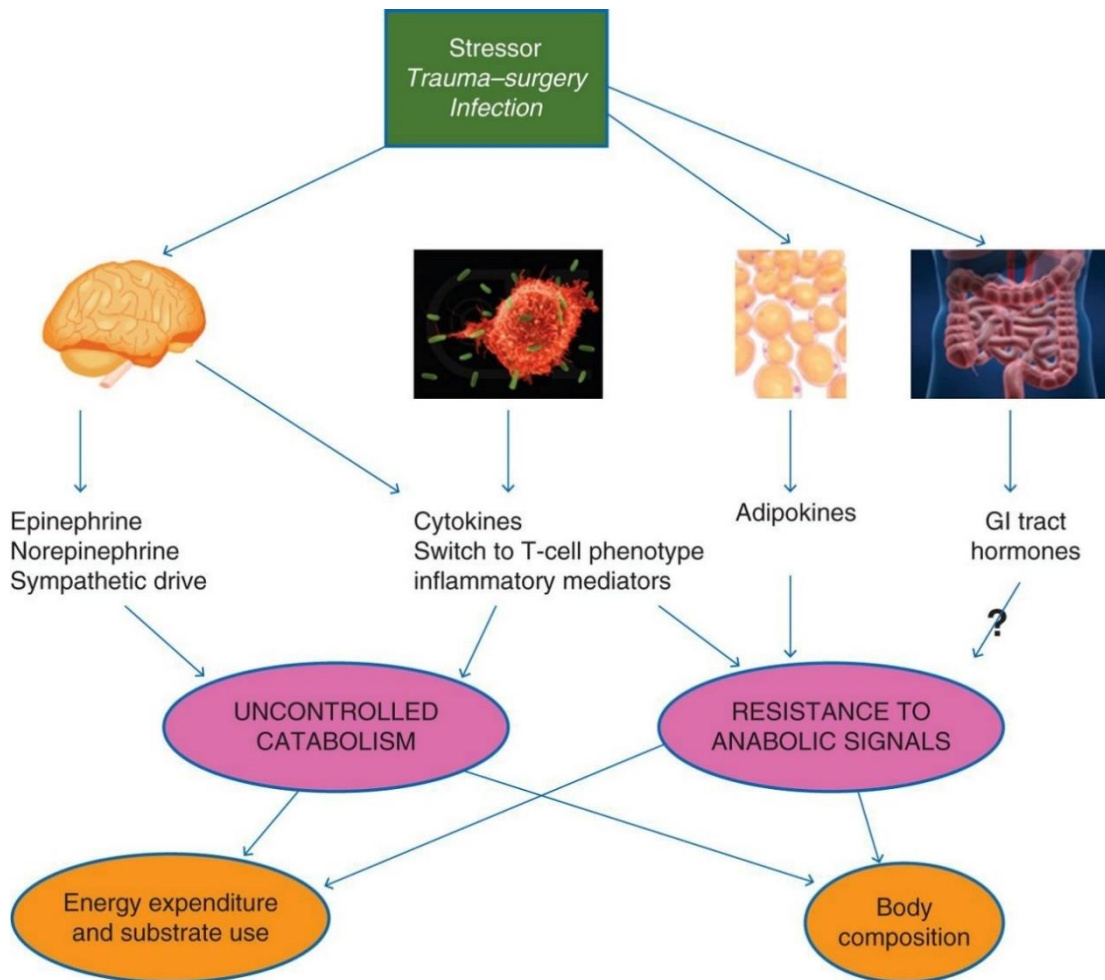 Stressor
Trauma–surgery
Infection
Epinephrine
Norepinephrine
Sympathetic drive
Cytokines
Switch to T-cell phenotype
inflammatory mediators
Adipokines
GI tract
hormones
?
UNCONTROLLED
CATABOLISM
RESISTANCE TO
ANABOLIC SIGNALS
Energy expenditure
and substrate use
Body
composition